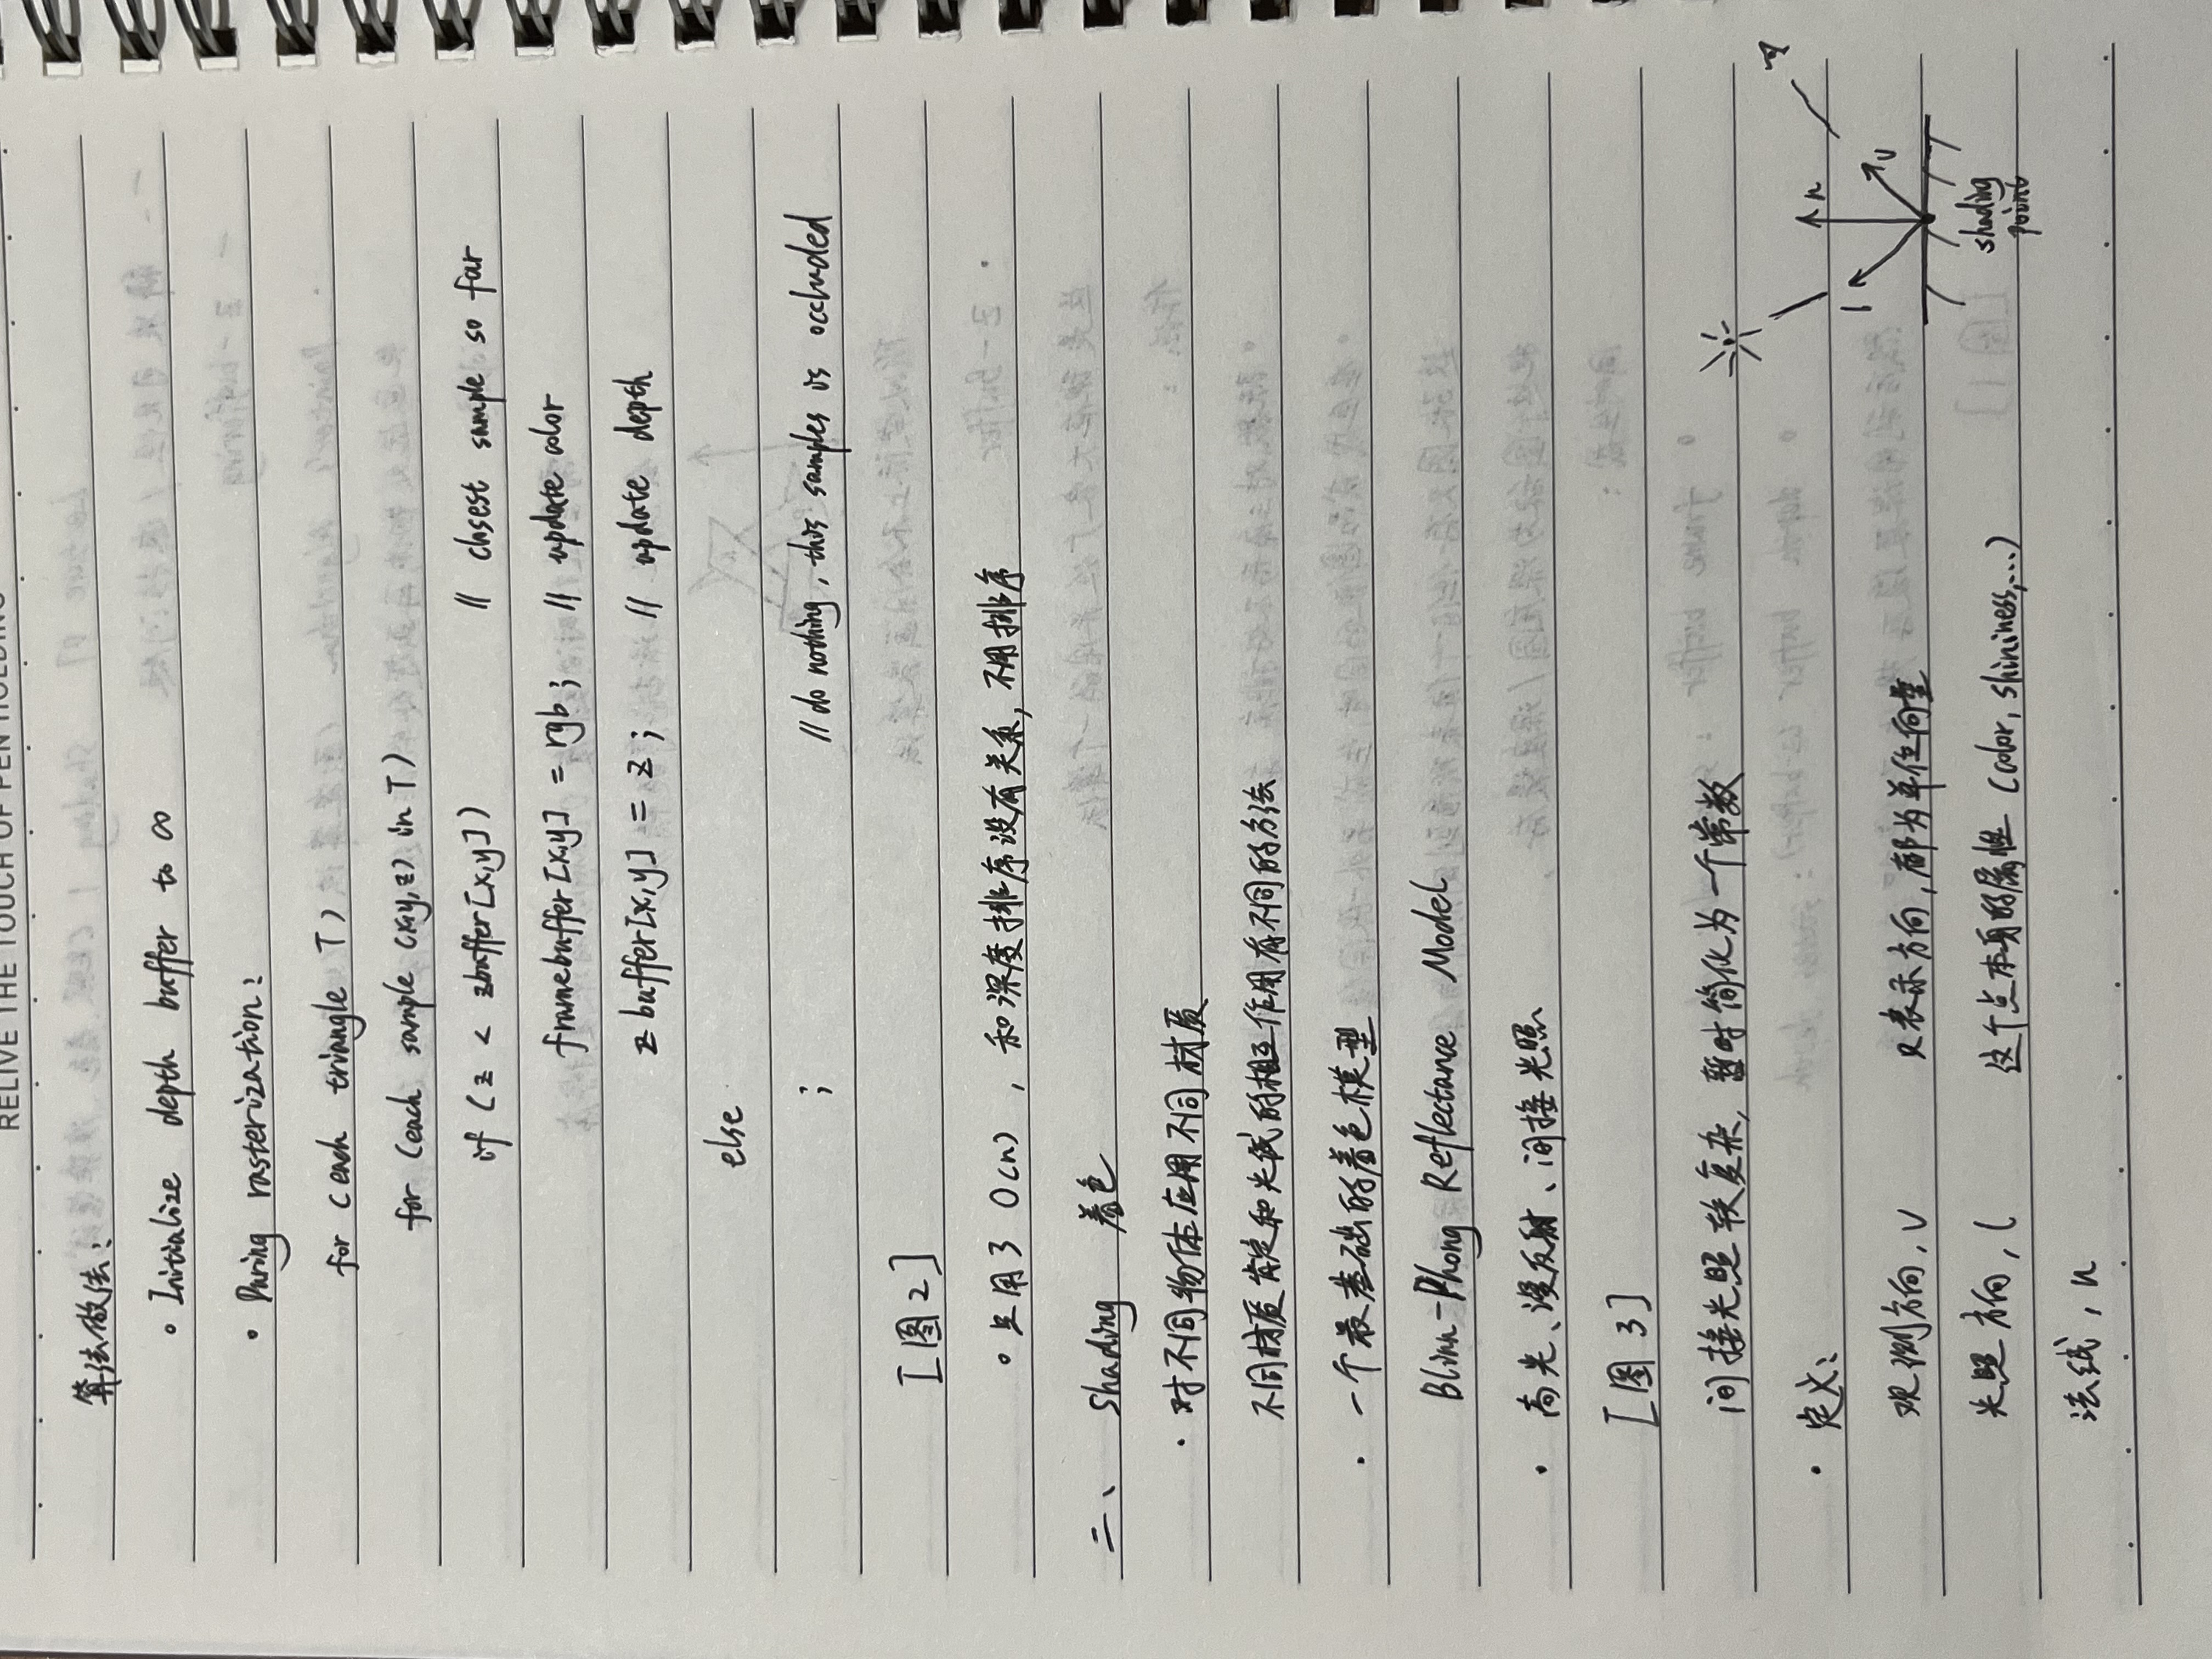 RELIVE THE TOUCH OF PEN HOLDING
算法做法：
• Initialize depth buffer to ∞
• During rasterization:
for (each triangle T)
for (each sample (x,y,z) in T)
if (z < zbuffer[x,y]) // closest sample so far
framebuffer[x,y] = rgb; // update color
zbuffer[x,y] = z; // update depth
else
; // do nothing, this samples is occluded
[图2]
• 只用了 O(n)，和深度排序没有关系，不用排序
二、 Shading 着色
• 对不同物体应用不同材质
不同材质肯定和光线的相互作用有不同的方法
• 一个最基础的着色模型
Blinn-Phong Reflectance Model
• 高光、漫反射、间接光照
[图3]
间接光照较复杂，暂时简化为一个常数
• 定义：
观测方向，v 只表示方向，都为单位向量
光照方向，l 这个点本身的属性 (color, shininess,...)
法线，n
n
l
v
shading
point